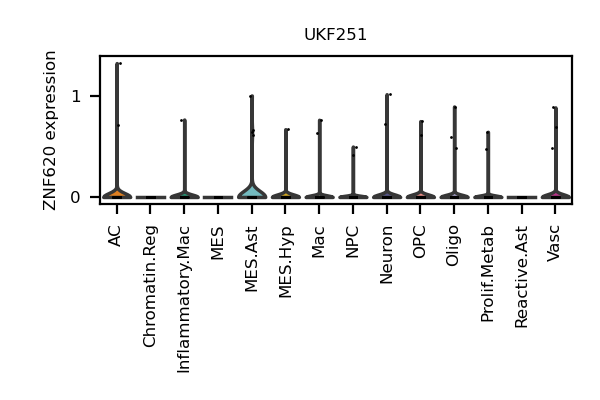 UKF251
ZNF620 expression
1
0
AC
Chromatin.Reg
Inflammatory.Mac
MES
MES.Ast
MES.Hyp
Mac
NPC
Neuron
OPC
Oligo
Prolif.Metab
Reactive.Ast
Vasc